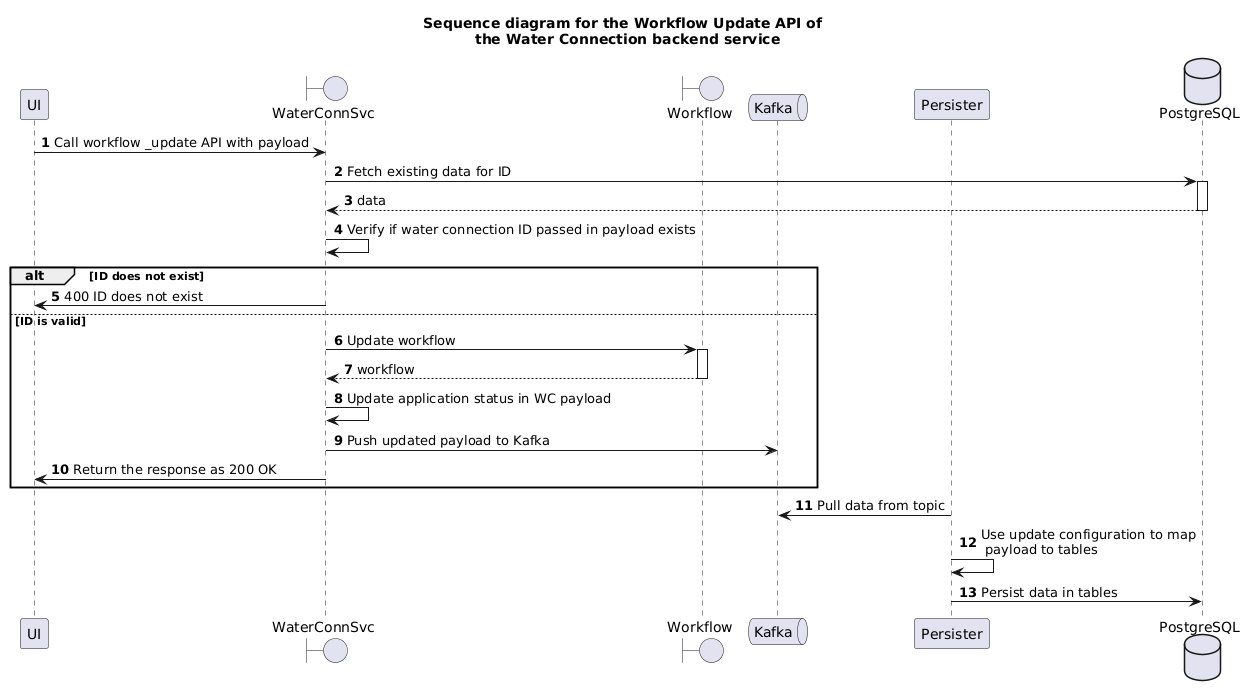 Sequence diagram for the Workflow Update API of
the Water Connection backend service
UI
WaterConnSvc
Workflow
Kafka
Persister
PostgreSQL
1 Call workflow _update API with payload
2 Fetch existing data for ID
3 data
4 Verify if water connection ID passed in payload exists
alt [ID does not exist]
5 400 ID does not exist
[ID is valid]
6 Update workflow
7 workflow
8 Update application status in WC payload
9 Push updated payload to Kafka
10 Return the response as 200 OK
11 Pull data from topic
12 Use update configuration to map
payload to tables
13 Persist data in tables
UI
WaterConnSvc
Workflow
Kafka
Persister
PostgreSQL